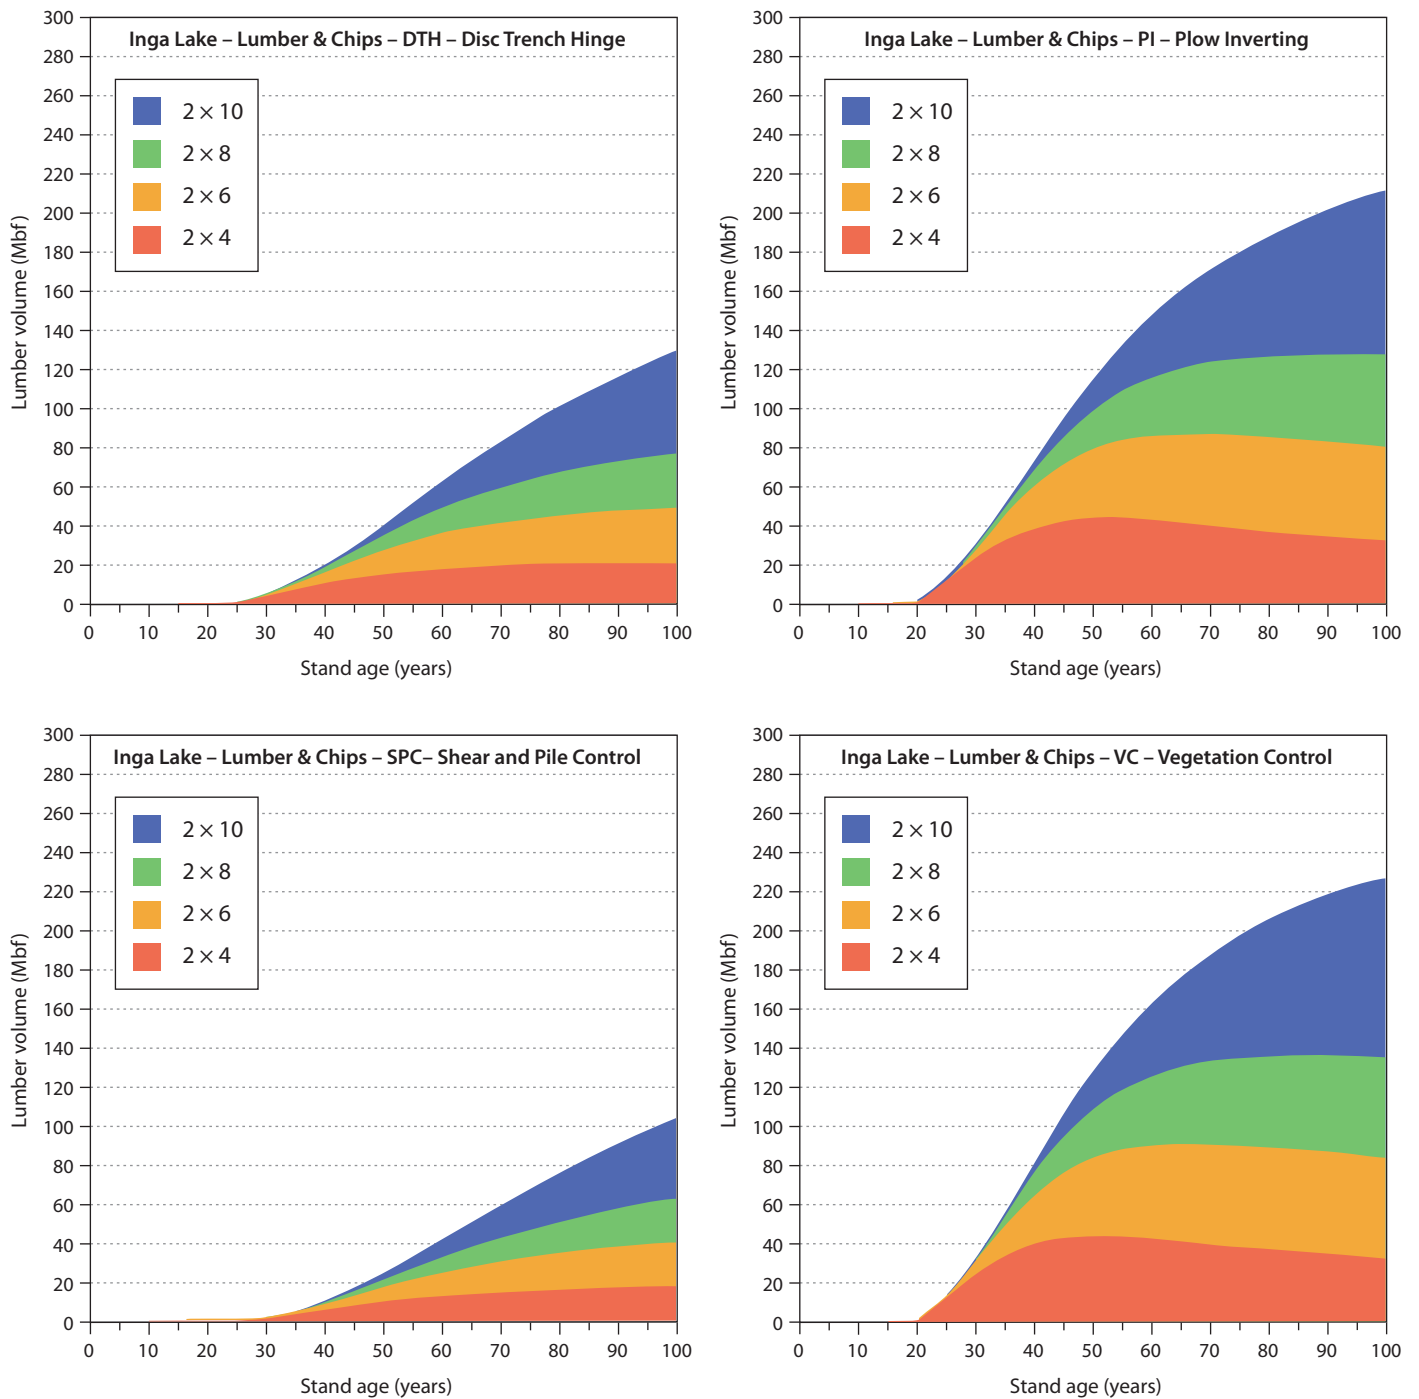 Inga Lake – Lumber & Chips – DTH – Disc Trench Hinge
2 × 10
2 × 8
2 × 6
2 × 4
Lumber volume (Mbf)
300
280
260
240
220
200
180
160
140
120
100
80
60
40
20
0
0 10 20 30 40 50 60 70 80 90 100
Stand age (years)
Inga Lake – Lumber & Chips – PI – Plow Inverting
2 × 10
2 × 8
2 × 6
2 × 4
Lumber volume (Mbf)
300
280
260
240
220
200
180
160
140
120
100
80
60
40
20
0
0 10 20 30 40 50 60 70 80 90 100
Stand age (years)
Inga Lake – Lumber & Chips – SPC– Shear and Pile Control
2 × 10
2 × 8
2 × 6
2 × 4
Lumber volume (Mbf)
300
280
260
240
220
200
180
160
140
120
100
80
60
40
20
0
0 10 20 30 40 50 60 70 80 90 100
Stand age (years)
Inga Lake – Lumber & Chips – VC – Vegetation Control
2 × 10
2 × 8
2 × 6
2 × 4
Lumber volume (Mbf)
300
280
260
240
220
200
180
160
140
120
100
80
60
40
20
0
0 10 20 30 40 50 60 70 80 90 100
Stand age (years)